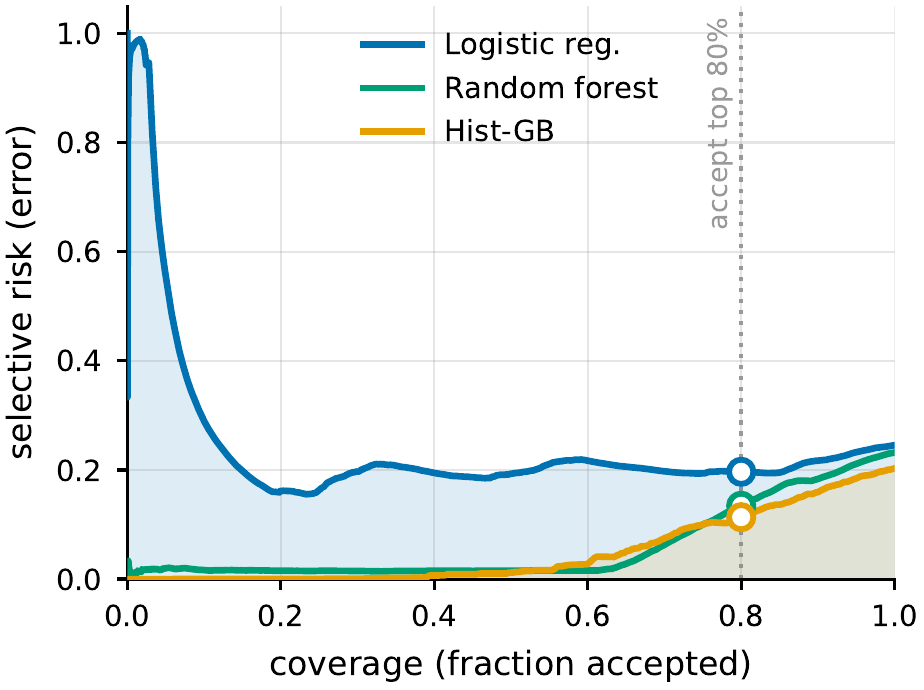 Logistic reg.
Random forest
Hist-GB
accept top 80%
selective risk (error)
1.0
0.8
0.6
0.4
0.2
0.0
0.0 0.2 0.4 0.6 0.8 1.0
coverage (fraction accepted)